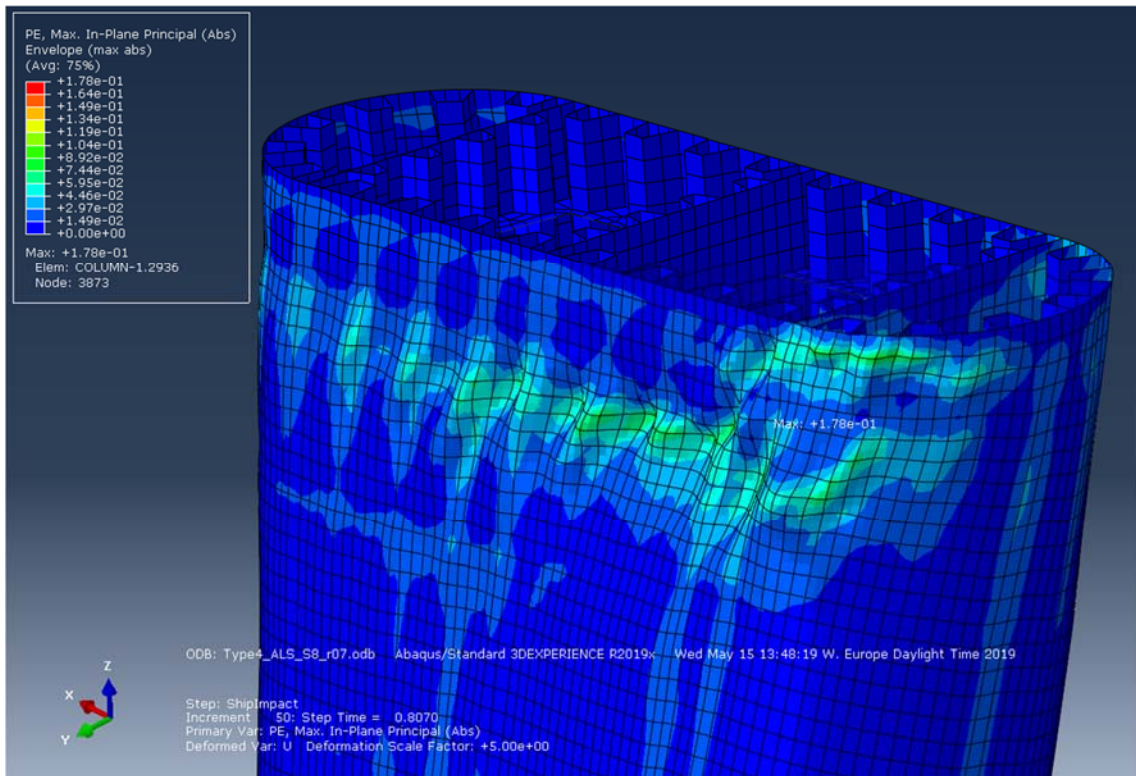 PE, Max. In-Plane Principal (Abs)
Envelope (max abs)
(Avg: 75%)
+1.78e-01
+1.64e-01
+1.49e-01
+1.34e-01
+1.19e-01
+1.04e-01
+8.92e-02
+7.44e-02
+5.95e-02
+4.46e-02
+2.97e-02
+1.49e-02
+0.00e+00
Max: +1.78e-01
Elem: COLUMN-1.2936
Node: 3873
Max: +1.78e-01
ODB: Type4_ALS_S8_r07.odb Abaqus/Standard 3DEXPERIENCE R2019x Wed May 15 13:48:19 W. Europe Daylight Time 2019
Z
X
Y
Step: ShipImpact
Increment 50: Step Time = 0.8070
Primary Var: PE, Max. In-Plane Principal (Abs)
Deformed Var: U Deformation Scale Factor: +5.00e+00